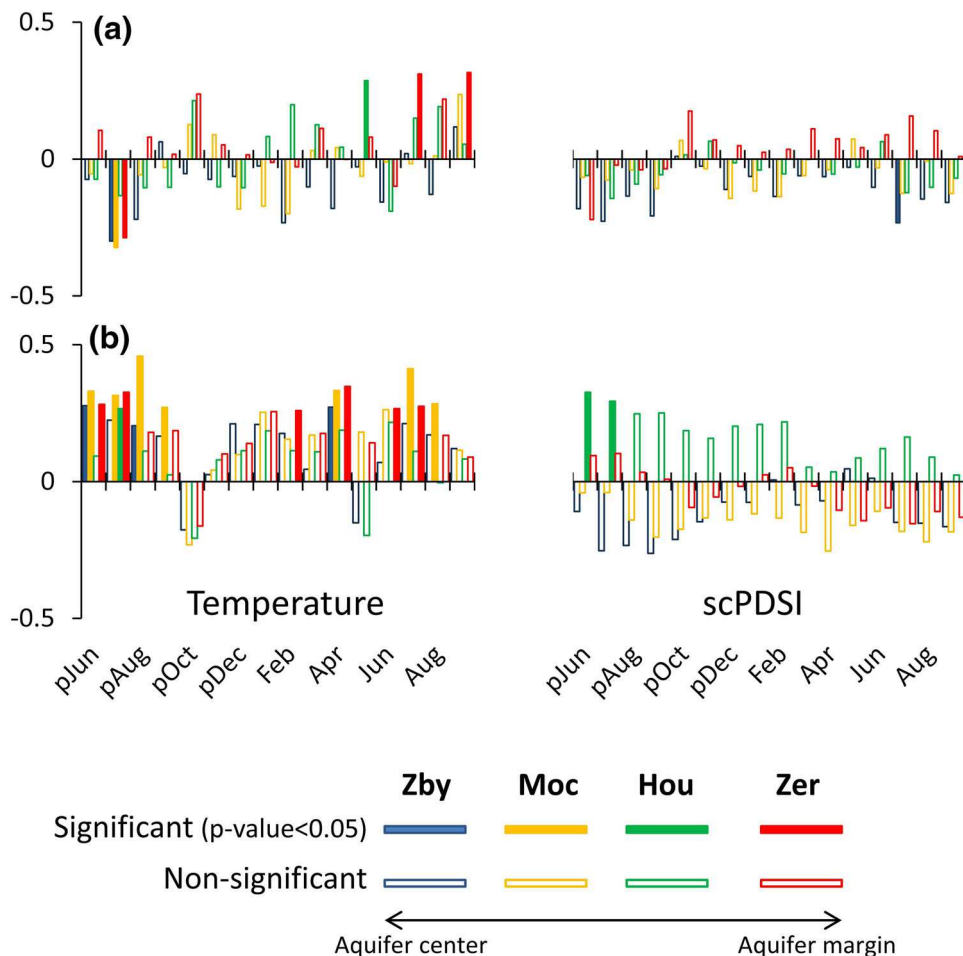 0.5
(a)
0
-0.5
0.5
(b)
0
-0.5
Temperature scPDSI
pJun pAug pOct pDec Feb Apr Jun Aug pJun pAug pOct pDec Feb Apr Jun Aug
Zby Moc Hou Zer
Significant (p-value<0.05)
Non-significant
Aquifer center Aquifer margin